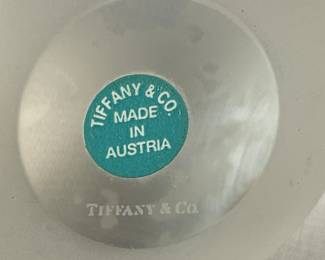 TIFFANY & CO.
MADE
IN
AUSTRIA
TIFFANY & CO.